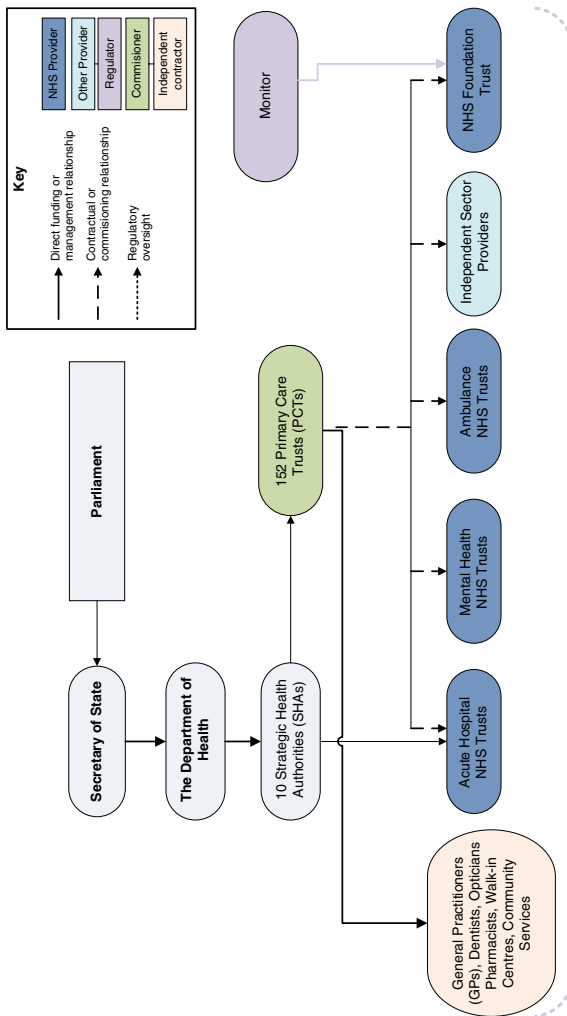 Key
Direct funding or
management relationship
Contractual or
commisioning relationship
Regulatory
oversight
NHS Provider
Other Provider
Regulator
Commisioner
Independent
contractor
Parliament
Secretary of State
The Department of
Health
10 Strategic Health
Authorities (SHAs)
152 Primary Care
Trusts (PCTs)
Monitor
General Practitioners
(GPs), Dentists, Opticians
Pharmacists, Walk-in
Centres, Community
Services
Acute Hospital
NHS Trusts
Mental Health
NHS Trusts
Ambulance
NHS Trusts
Independent Sector
Providers
NHS Foundation
Trust